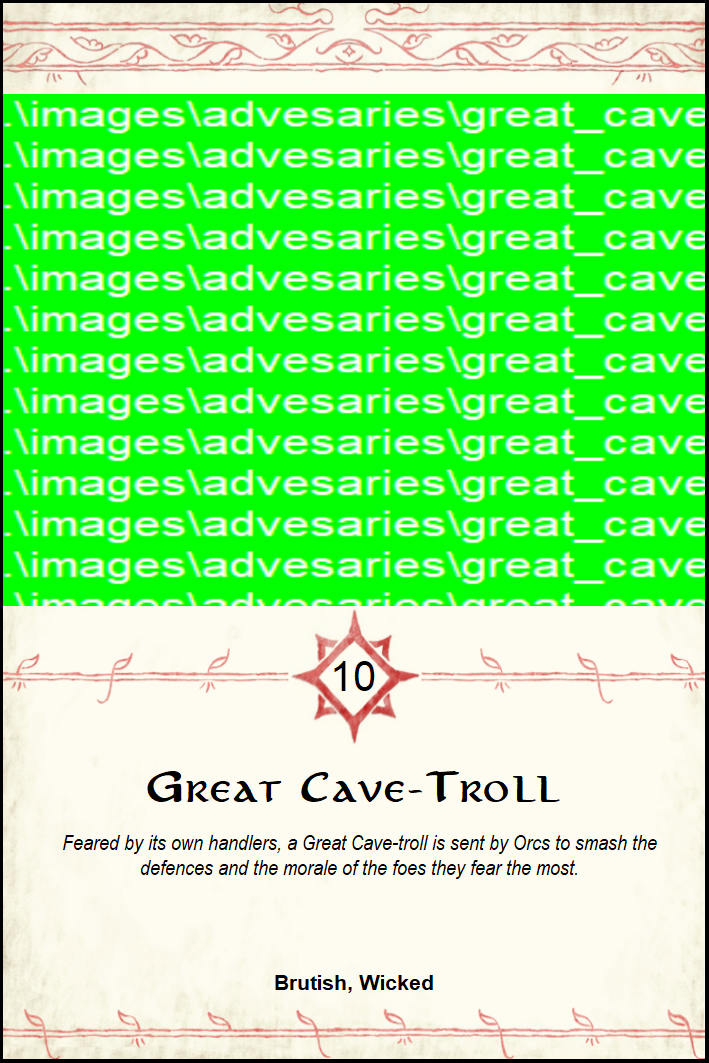 .\images\advesaries\great_cave
.\images\advesaries\great_cave
.\images\advesaries\great_cave
.\images\advesaries\great_cave
.\images\advesaries\great_cave
.\images\advesaries\great_cave
.\images\advesaries\great_cave
.\images\advesaries\great_cave
.\images\advesaries\great_cave
.\images\advesaries\great_cave
.\images\advesaries\great_cave
.\images\advesaries\great_cave
.\images\advesaries\great_cave
10
Great Cave-Troll
Feared by its own handlers, a Great Cave-troll is sent by Orcs to smash the
defences and the morale of the foes they fear the most.
Brutish, Wicked